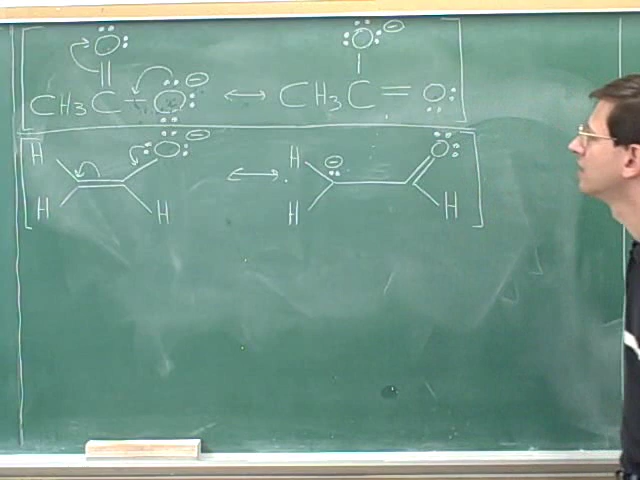 O O ⊖
CH3C O ⊖ ↔ CH3C = O
H O ⊖ ↔ H ⊖ O
H H H H